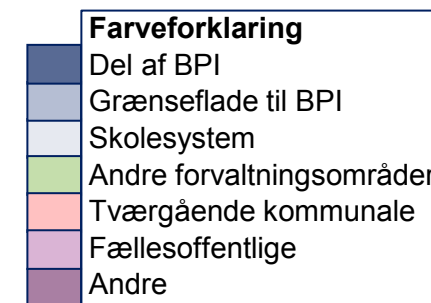 Farveforklaring
Del af BPI
Grænseflade til BPI
Skolesystem
Andre forvaltningsområder
Tværgående kommunale
Fællesoffentlige
Andre